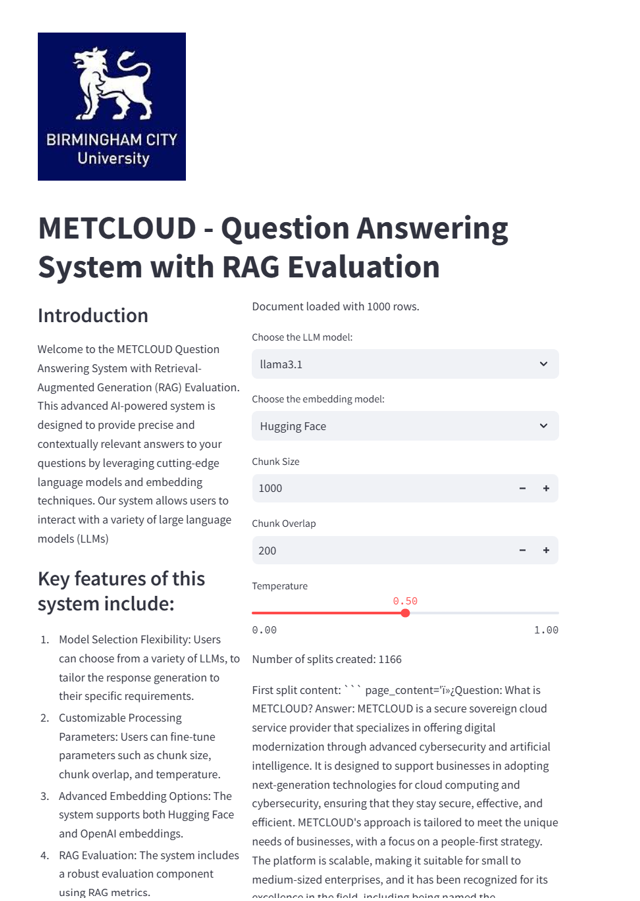 BIRMINGHAM CITY
University
METCLOUD - Question Answering
System with RAG Evaluation
Introduction
Welcome to the METCLOUD Question
Answering System with Retrieval-
Augmented Generation (RAG) Evaluation.
This advanced AI-powered system is
designed to provide precise and
contextually relevant answers to your
questions by leveraging cutting-edge
language models and embedding
techniques. Our system allows users to
interact with a variety of large language
models (LLMs)
Key features of this
system include:
1. Model Selection Flexibility: Users
can choose from a variety of LLMs, to
tailor the response generation to
their specific requirements.
2. Customizable Processing
Parameters: Users can fine-tune
parameters such as chunk size,
chunk overlap, and temperature.
3. Advanced Embedding Options: The
system supports both Hugging Face
and OpenAI embeddings.
4. RAG Evaluation: The system includes
a robust evaluation component
using RAG metrics.
Document loaded with 1000 rows.
Choose the LLM model:
llama3.1
Choose the embedding model:
Hugging Face
Chunk Size
1000
Chunk Overlap
200
Temperature
0.50
0.00 1.00
Number of splits created: 1166
First split content: ``` page_content='ï»¿Question: What is
METCLOUD? Answer: METCLOUD is a secure sovereign cloud
service provider that specializes in offering digital
modernization through advanced cybersecurity and artificial
intelligence. It is designed to support businesses in adopting
next-generation technologies for cloud computing and
cybersecurity, ensuring that they stay secure, effective, and
efficient. METCLOUD's approach is tailored to meet the unique
needs of businesses, with a focus on a people-first strategy.
The platform is scalable, making it suitable for small to
medium-sized enterprises, and it has been recognized for its
excellence in the field, including being named the